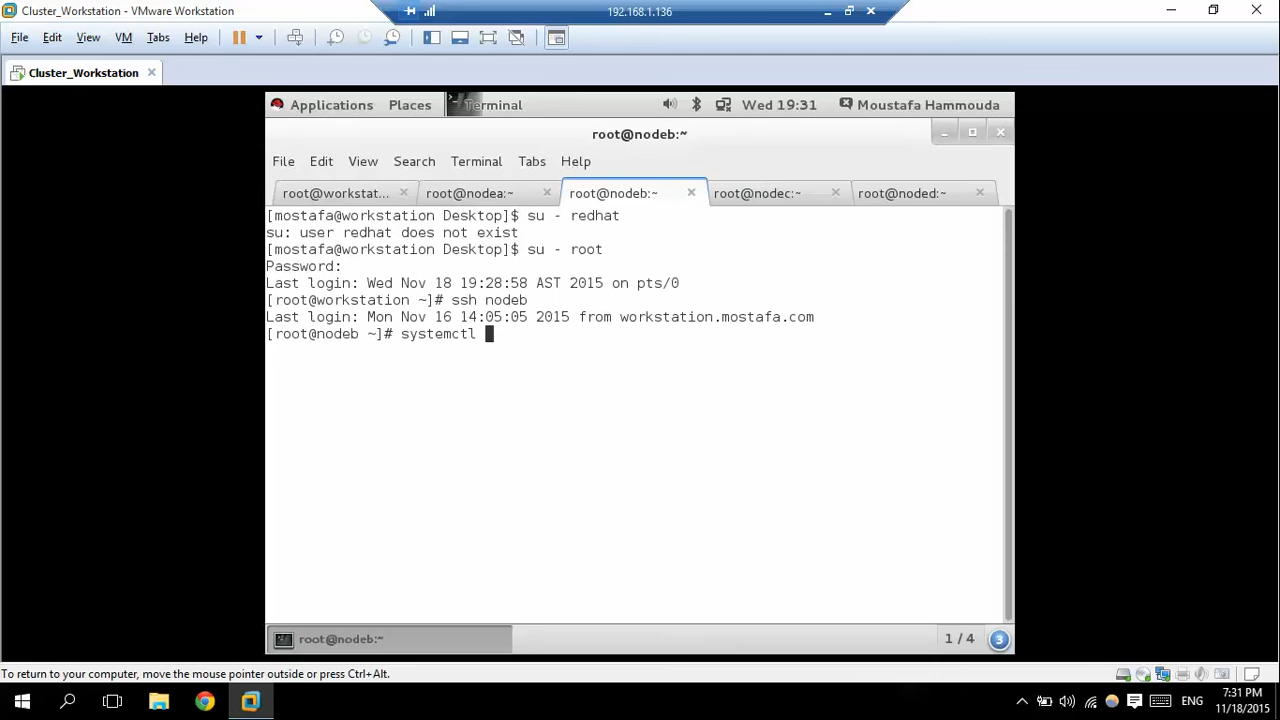 Cluster_Workstation - VMware Workstation
192.168.1.136
File Edit View VM Tabs Help
Cluster_Workstation
Applications Places Terminal Wed 19:31 Moustafa Hammouda
root@nodeb:~
File Edit View Search Terminal Tabs Help
root@workstat... root@nodea:~ root@nodeb:~ root@nodec:~ root@noded:~
[mostafa@workstation Desktop]$ su - redhat
su: user redhat does not exist
[mostafa@workstation Desktop]$ su - root
Password:
Last login: Wed Nov 18 19:28:58 AST 2015 on pts/0
[root@workstation ~]# ssh nodeb
Last login: Mon Nov 16 14:05:05 2015 from workstation.mostafa.com
[root@nodeb ~]# systemctl
root@nodeb:~ 1 / 4 3
To return to your computer, move the mouse pointer outside or press Ctrl+Alt.
ENG 7:31 PM
11/18/2015